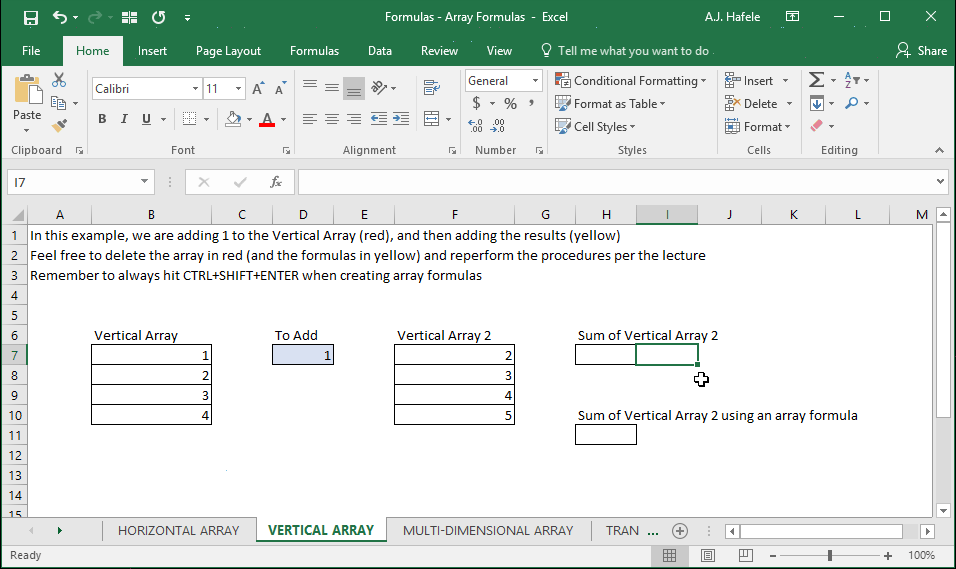 Formulas - Array Formulas - Excel
A.J. Hafele
File Home Insert Page Layout Formulas Data Review View Tell me what you want to do Share
Paste
Calibri 11
B I U A A A
General
$ % ,
Conditional Formatting
Format as Table
Cell Styles
Insert
Delete
Format
Clipboard Font Alignment Number Styles Cells Editing
I7 fx
A B C D E F G H I J K L M
1 In this example, we are adding 1 to the Vertical Array (red), and then adding the results (yellow)
2 Feel free to delete the array in red (and the formulas in yellow) and reperform the procedures per the lecture
3 Remember to always hit CTRL+SHIFT+ENTER when creating array formulas
4
5
6 Vertical Array To Add Vertical Array 2 Sum of Vertical Array 2
7 1 1 2
8 2 3
9 3 4
10 4 5 Sum of Vertical Array 2 using an array formula
11
12
13
14
15
HORIZONTAL ARRAY VERTICAL ARRAY MULTI-DIMENSIONAL ARRAY TRAN ...
Ready 100%